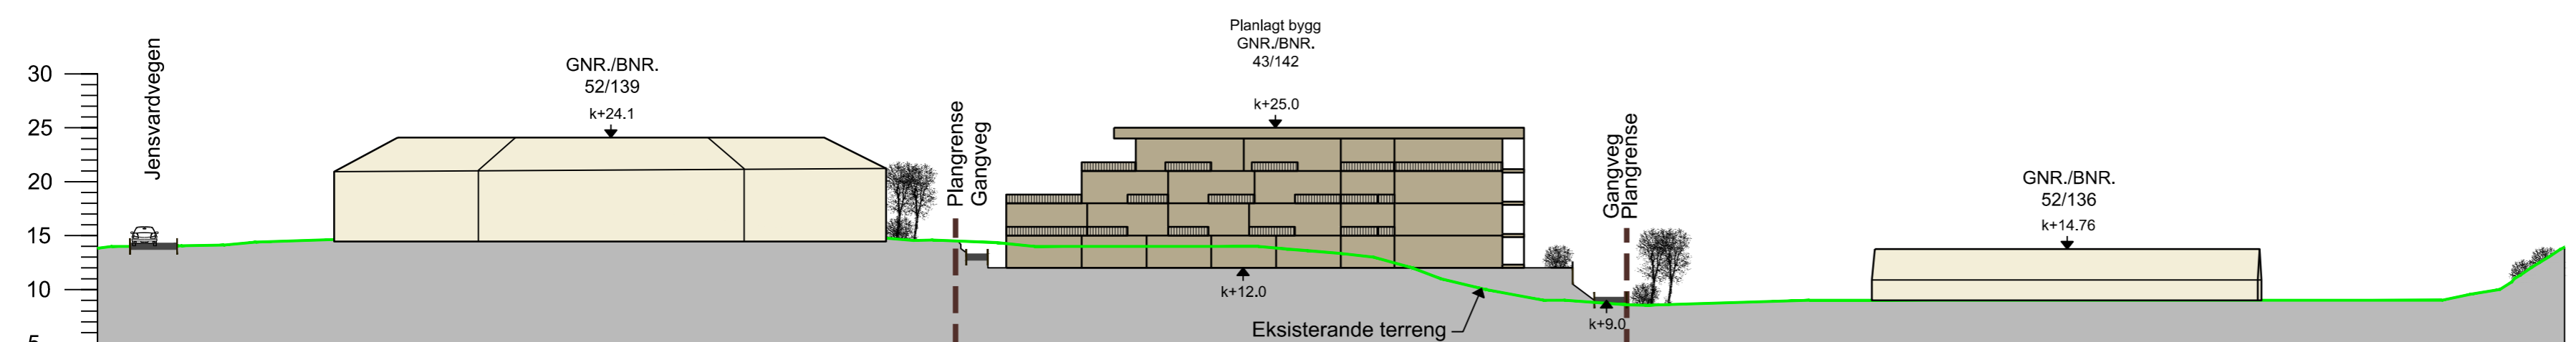 30
25
20
15
10
5
Jensvardvegen
GNR./BNR.
52/139
k+24.1
Plangrense
Gangveg
Planlagt bygg
GNR./BNR.
43/142
k+25.0
k+12.0
Eksisterande terreng
Gangveg
Plangrense
k+9.0
GNR./BNR.
52/136
k+14.76